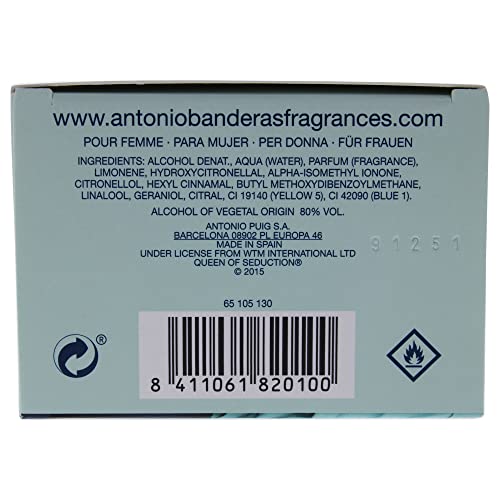 www.antoniobanderasfragrances.com
POUR FEMME · PARA MUJER · PER DONNA · FÜR FRAUEN
INGREDIENTS: ALCOHOL DENAT., AQUA (WATER), PARFUM (FRAGRANCE),
LIMONENE, HYDROXYCITRONELLAL, ALPHA-ISOMETHYL IONONE,
CITRONELLOL, HEXYL CINNAMAL, BUTYL METHOXYDIBENZOYLMETHANE,
LINALOOL, GERANIOL, CITRAL, CI 19140 (YELLOW 5), CI 42090 (BLUE 1).
ALCOHOL OF VEGETAL ORIGIN 80% VOL.
ANTONIO PUIG S.A.
BARCELONA 08902 PL EUROPA 46
MADE IN SPAIN
UNDER LICENSE FROM WTM INTERNATIONAL LTD
QUEEN OF SEDUCTION®
© 2015
91251
65 105 130
®
8 411061 820100